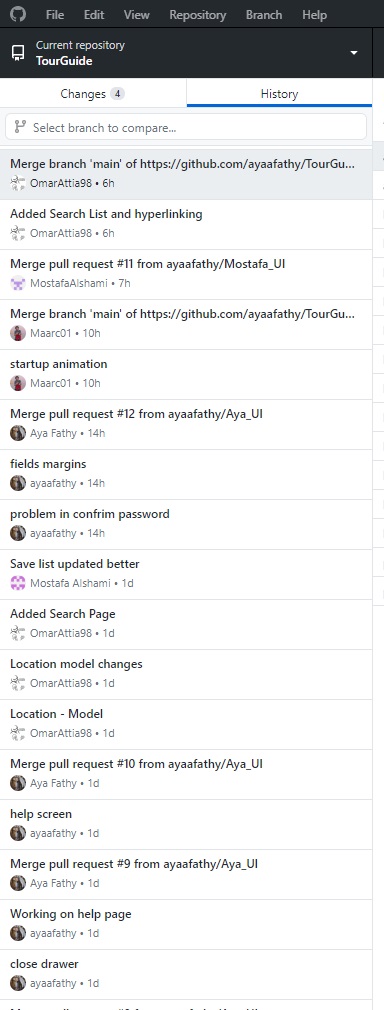 File Edit View Repository Branch Help
Current repository
TourGuide
Changes 4 History
Select branch to compare...
Merge branch 'main' of https://github.com/ayaafathy/TourGu...
OmarAttia98 • 6h
Added Search List and hyperlinking
OmarAttia98 • 6h
Merge pull request #11 from ayaafathy/Mostafa_UI
MostafaAlshami • 7h
Merge branch 'main' of https://github.com/ayaafathy/TourGu...
Maarc01 • 10h
startup animation
Maarc01 • 10h
Merge pull request #12 from ayaafathy/Aya_UI
Aya Fathy • 14h
fields margins
ayaafathy • 14h
problem in confrim password
ayaafathy • 14h
Save list updated better
Mostafa Alshami • 1d
Added Search Page
OmarAttia98 • 1d
Location model changes
OmarAttia98 • 1d
Location - Model
OmarAttia98 • 1d
Merge pull request #10 from ayaafathy/Aya_UI
Aya Fathy • 1d
help screen
ayaafathy • 1d
Merge pull request #9 from ayaafathy/Aya_UI
Aya Fathy • 1d
Working on help page
ayaafathy • 1d
close drawer
ayaafathy • 1d